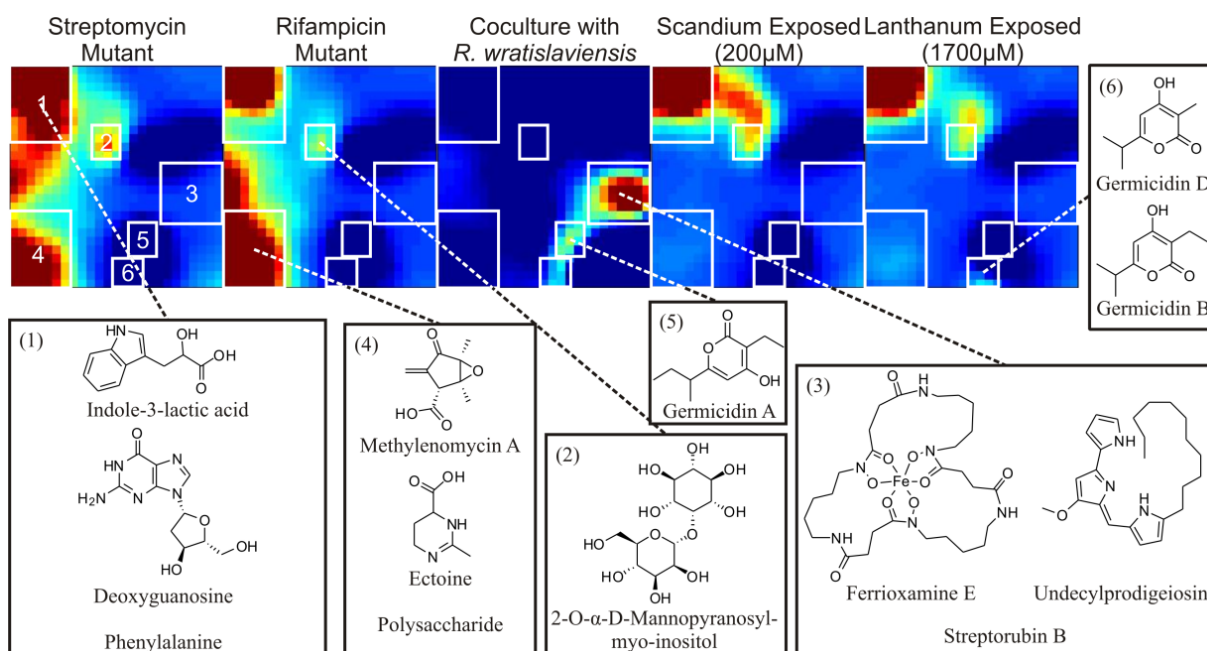 Streptomycin
Mutant
Rifampicin
Mutant
Coculture with
R. wratislaviensis
Scandium Exposed
(200µM)
Lanthanum Exposed
(1700µM)
1
2
3
4
5
6
(6)
OH
O
O
Germicidin D
OH
O
O
Germicidin B
(1)
HN
OH
OH
O
Indole-3-lactic acid
O
HN
N
H2N
N
N
O
OH
HO
Deoxyguanosine
Phenylalanine
(4)
O
O
HO
O
Methylenomycin A
O
OH
NH
N
Ectoine
Polysaccharide
(5)
O
O
OH
Germicidin A
(2)
OH
HO
OH
HO
OH
O
HO
O
HO
OH
OH
2-O-α-D-Mannopyranosyl-
myo-inositol
(3)
O
NH
O
O
N
N
O
O
Fe
O
O
N
O
NH
NH
O
Ferrioxamine E
NH
N
O
H
N
Undecylprodigeiosin
Streptorubin B